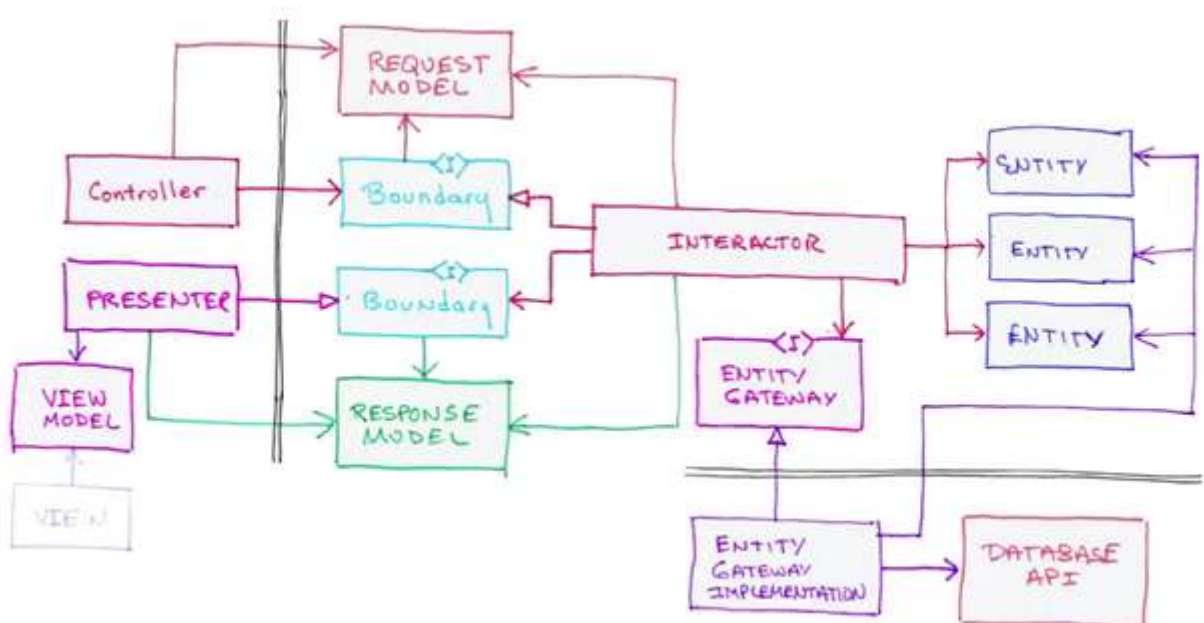 REQUEST
MODEL
<I>
Controller
Boundary
ENTITY
INTERACTOR
ENTITY
<I>
PRESENTER
Boundary
ENTITY
<I>
ENTITY
GATEWAY
VIEW
MODEL
RESPONSE
MODEL
VIEW
ENTITY
GATEWAY
IMPLEMENTATION
DATABASE
API